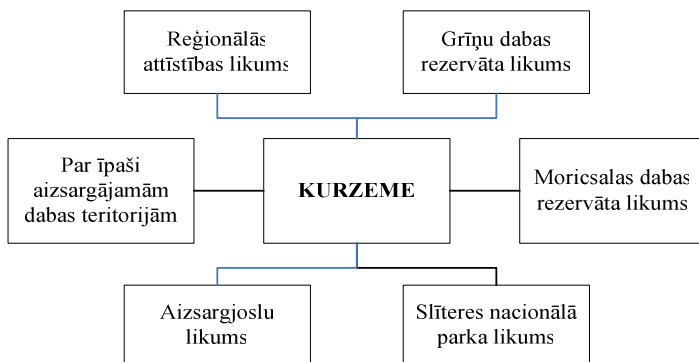 Reģionālās
attīstības likums
Grīņu dabas
rezervāta likums
Par īpaši
aizsargājamām
dabas teritorijām
KURZEME
Moricsalas dabas
rezervāta likums
Aizsargjoslu
likums
Slīteres nacionālā
parka likums